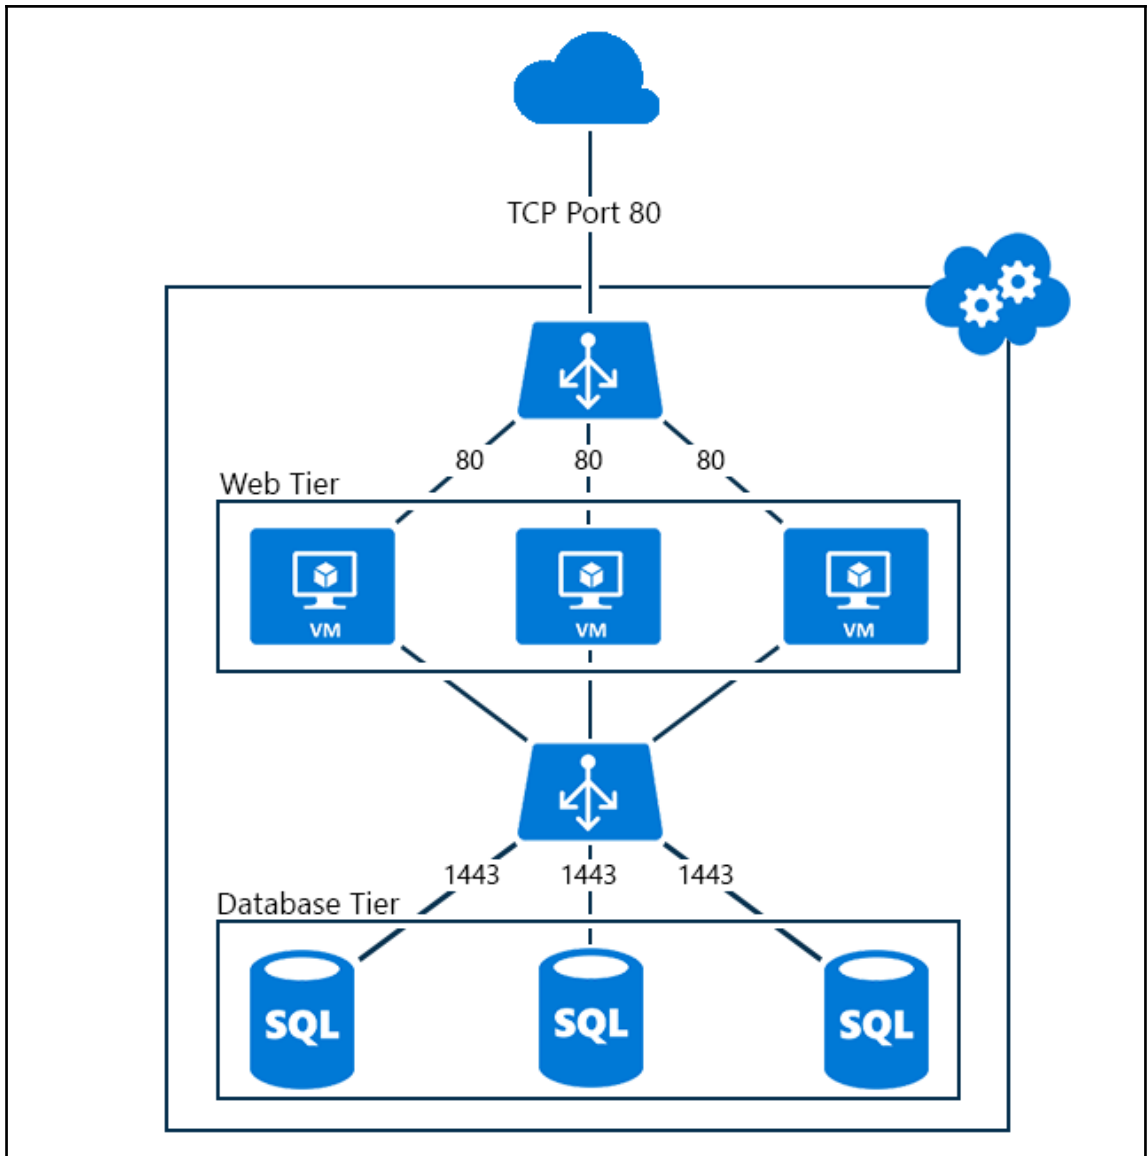 TCP Port 80
80 80 80
Web Tier
VM VM VM
1443 1443 1443
Database Tier
SQL SQL SQL